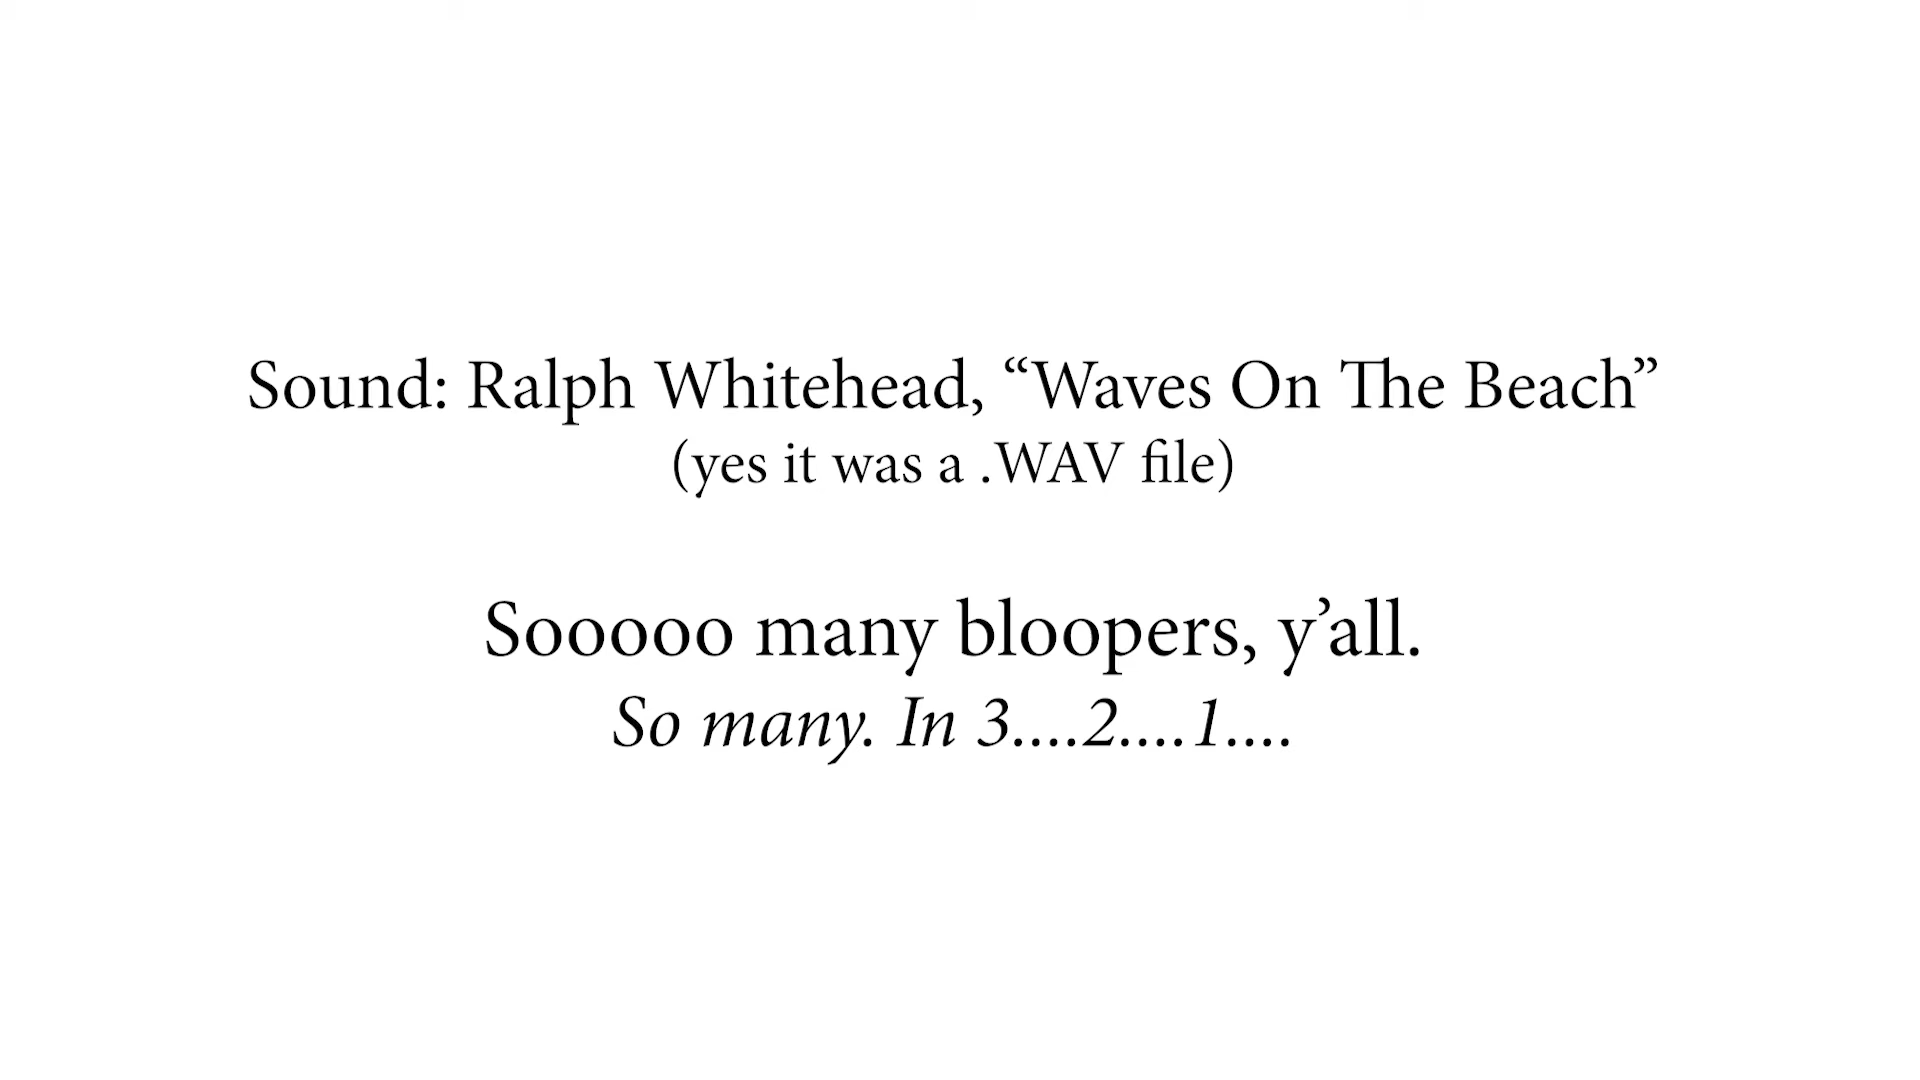 Sound: Ralph Whitehead, “Waves On The Beach”
(yes it was a .WAV file)
Sooooo many bloopers, y’all.
So many. In 3....2....1....